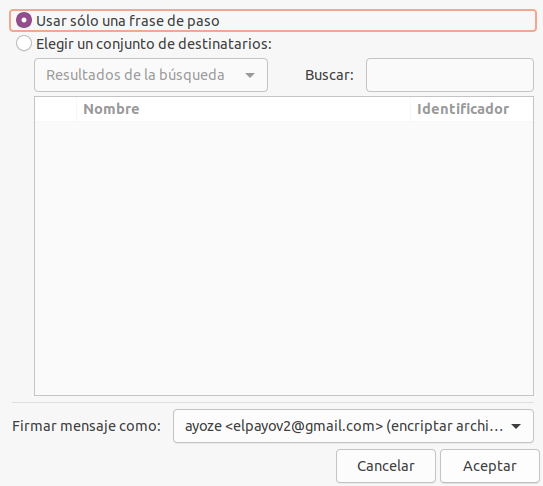 Usar sólo una frase de paso
Elegir un conjunto de destinatarios:
Resultados de la búsqueda Buscar:
Nombre Identificador
Firmar mensaje como: ayoze <elpayov2@gmail.com> (encriptar archi...
Cancelar Aceptar